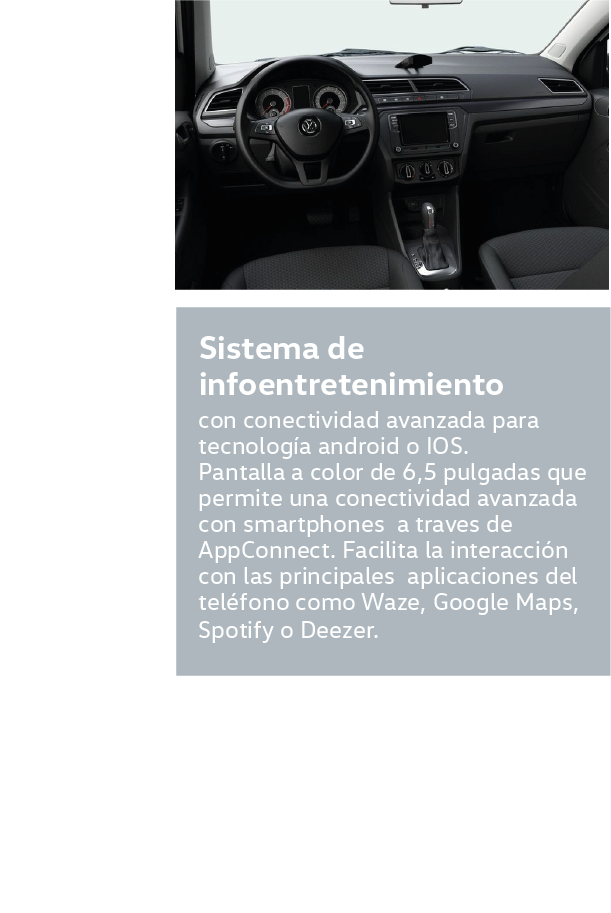 Sistema de
infoentretenimiento
con conectividad avanzada para
tecnología android o IOS.
Pantalla a color de 6,5 pulgadas que
permite una conectividad avanzada
con smartphones  a traves de
AppConnect. Facilita la interacción
con las principales  aplicaciones del
teléfono como Waze, Google Maps,
Spotify o Deezer.